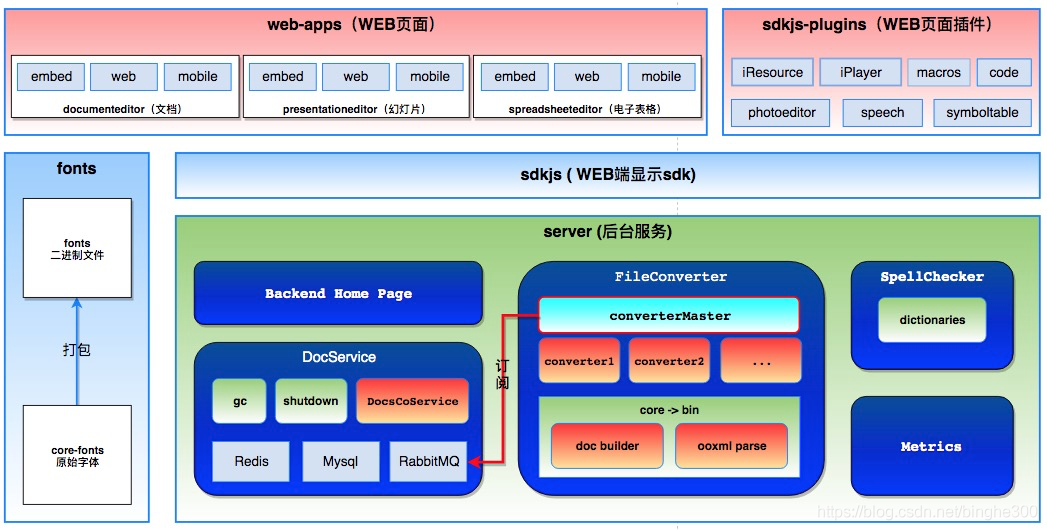 web-apps（WEB页面）
embed web mobile
documenteditor（文档）
embed web mobile
presentationeditor（幻灯片）
embed web mobile
spreadsheeteditor（电子表格）
sdkjs-plugins（WEB页面插件）
iResource iPlayer macros code
photoeditor speech symboltable
fonts
fonts
二进制文件
打包
core-fonts
原始字体
sdkjs ( WEB端显示sdk)
server (后台服务)
Backend Home Page
DocService
gc shutdown DocsCoService
Redis Mysql RabbitMQ
订
阅
FileConverter
converterMaster
converter1 converter2 ...
core -> bin
doc builder ooxml parse
SpellChecker
dictionaries
Metrics
https://blog.csdn.net/binghe300